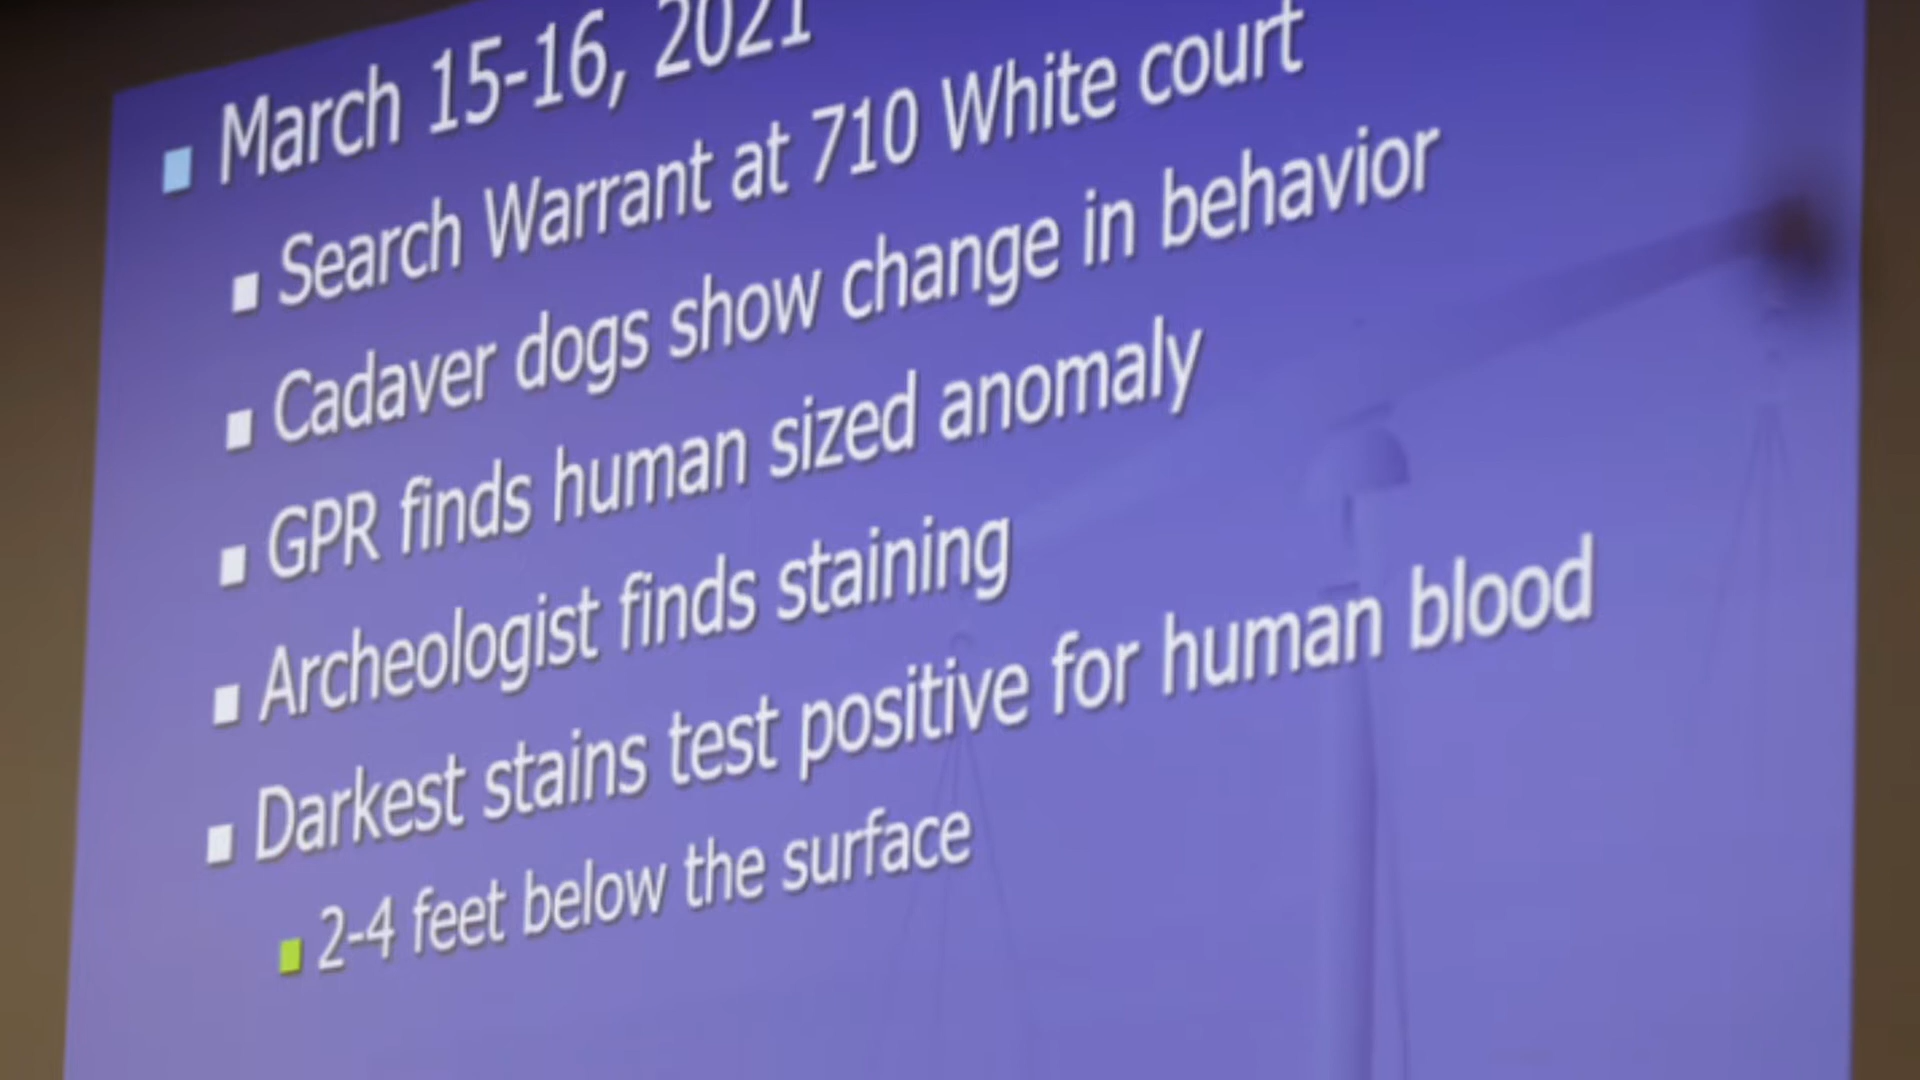 March 15-16, 2021
Search Warrant at 710 White court
Cadaver dogs show change in behavior
GPR finds human sized anomaly
Archeologist finds staining
Darkest stains test positive for human blood
2-4 feet below the surface